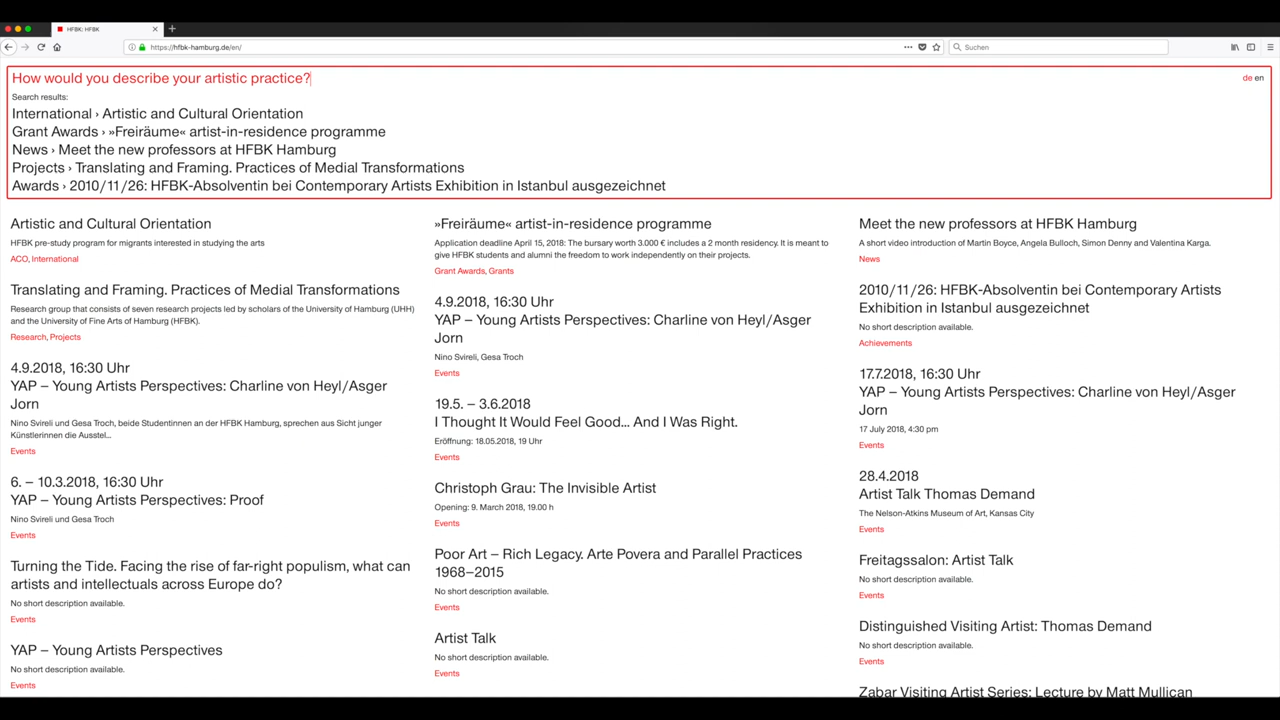 HFBK: HFBK
https://hfbk-hamburg.de/en/
Suchen
How would you describe your artistic practice?
de en
Search results:
International › Artistic and Cultural Orientation
Grant Awards › »Freiräume« artist-in-residence programme
News › Meet the new professors at HFBK Hamburg
Projects › Translating and Framing. Practices of Medial Transformations
Awards › 2010/11/26: HFBK-Absolventin bei Contemporary Artists Exhibition in Istanbul ausgezeichnet
Artistic and Cultural Orientation
HFBK pre-study program for migrants interested in studying the arts
ACO, International
Translating and Framing. Practices of Medial Transformations
Research group that consists of seven research projects led by scholars of the University of Hamburg (UHH)
and the University of Fine Arts of Hamburg (HFBK).
Research, Projects
4.9.2018, 16:30 Uhr
YAP – Young Artists Perspectives: Charline von Heyl/Asger
Jorn
Nino Svireli und Gesa Troch, beide Studentinnen an der HFBK Hamburg, sprechen aus Sicht junger
Künstlerinnen die Ausstel...
Events
6. – 10.3.2018, 16:30 Uhr
YAP – Young Artists Perspectives: Proof
Nino Svireli und Gesa Troch
Events
Turning the Tide. Facing the rise of far-right populism, what can
artists and intellectuals across Europe do?
No short description available.
Events
YAP – Young Artists Perspectives
No short description available.
Events
»Freiräume« artist-in-residence programme
Application deadline April 15, 2018: The bursary worth 3.000 € includes a 2 month residency. It is meant to
give HFBK students and alumni the freedom to work independently on their projects.
Grant Awards, Grants
4.9.2018, 16:30 Uhr
YAP – Young Artists Perspectives: Charline von Heyl/Asger
Jorn
Nino Svireli, Gesa Troch
Events
19.5. – 3.6.2018
I Thought It Would Feel Good... And I Was Right.
Eröffnung: 18.05.2018, 19 Uhr
Events
Christoph Grau: The Invisible Artist
Opening: 9. March 2018, 19.00 h
Events
Poor Art – Rich Legacy. Arte Povera and Parallel Practices
1968–2015
No short description available.
Events
Artist Talk
No short description available.
Events
Meet the new professors at HFBK Hamburg
A short video introduction of Martin Boyce, Angela Bulloch, Simon Denny and Valentina Karga.
News
2010/11/26: HFBK-Absolventin bei Contemporary Artists
Exhibition in Istanbul ausgezeichnet
No short description available.
Achievements
17.7.2018, 16:30 Uhr
YAP – Young Artists Perspectives: Charline von Heyl/Asger
Jorn
17 July 2018, 4:30 pm
Events
28.4.2018
Artist Talk Thomas Demand
The Nelson-Atkins Museum of Art, Kansas City
Events
Freitagssalon: Artist Talk
No short description available.
Events
Distinguished Visiting Artist: Thomas Demand
No short description available.
Events
Zabar Visiting Artist Series: Lecture by Matt Mullican